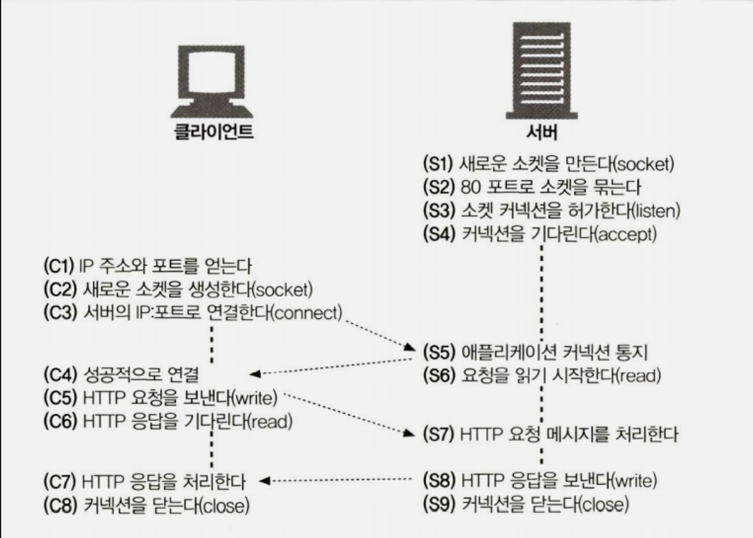 클라이언트
서버
(S1) 새로운 소켓을 만든다(socket)
(S2) 80 포트로 소켓을 묶는다
(S3) 소켓 커넥션을 허가한다(listen)
(S4) 커넥션을 기다린다(accept)
(C1) IP 주소와 포트를 얻는다
(C2) 새로운 소켓을 생성한다(socket)
(C3) 서버의 IP:포트로 연결한다(connect)
(S5) 애플리케이션 커넥션 통지
(S6) 요청을 읽기 시작한다(read)
(C4) 성공적으로 연결
(C5) HTTP 요청을 보낸다(write)
(C6) HTTP 응답을 기다린다(read)
(S7) HTTP 요청 메시지를 처리한다
(S8) HTTP 응답을 보낸다(write)
(S9) 커넥션을 닫는다(close)
(C7) HTTP 응답을 처리한다
(C8) 커넥션을 닫는다(close)